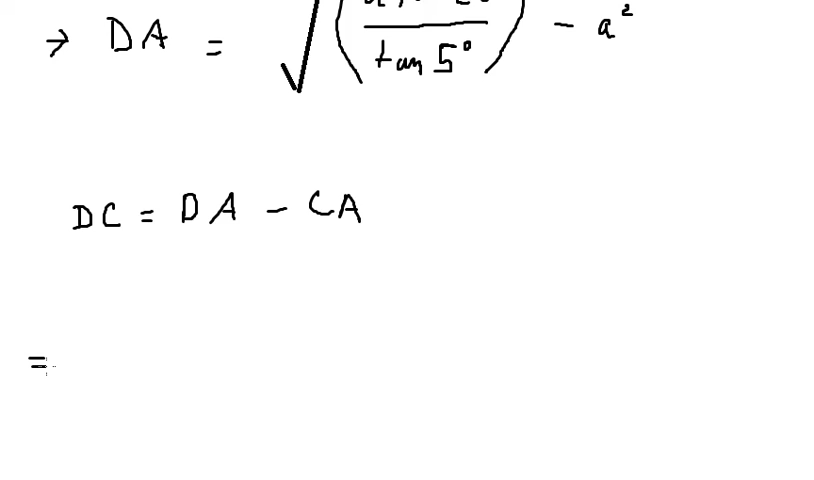 → DA = √( / tan 5° ) - a²
DC = DA - CA
=